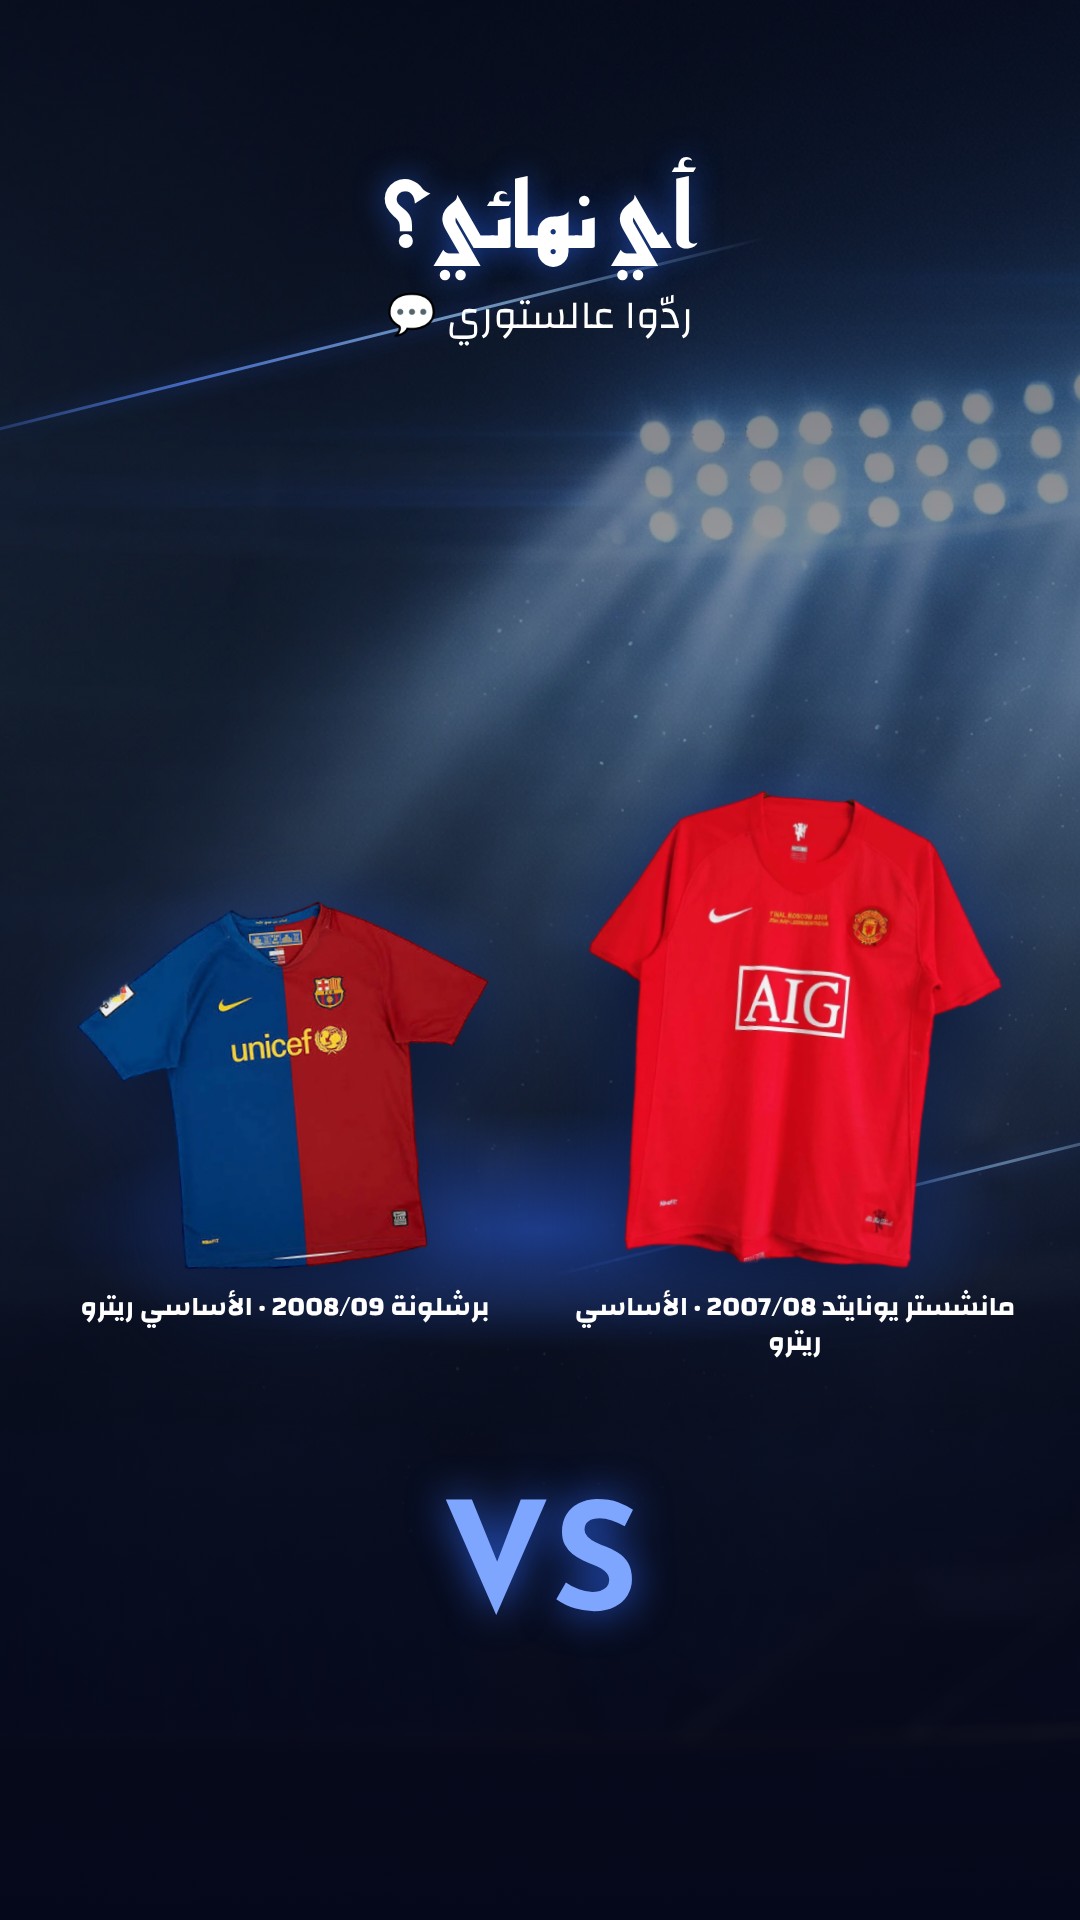 أي نهائي؟
ردّوا عالستوري
unicef
AIG
مانشستر يونايتد 2007/08 · الأساسي
ريترو
برشلونة 2008/09 · الأساسي ريترو
VS